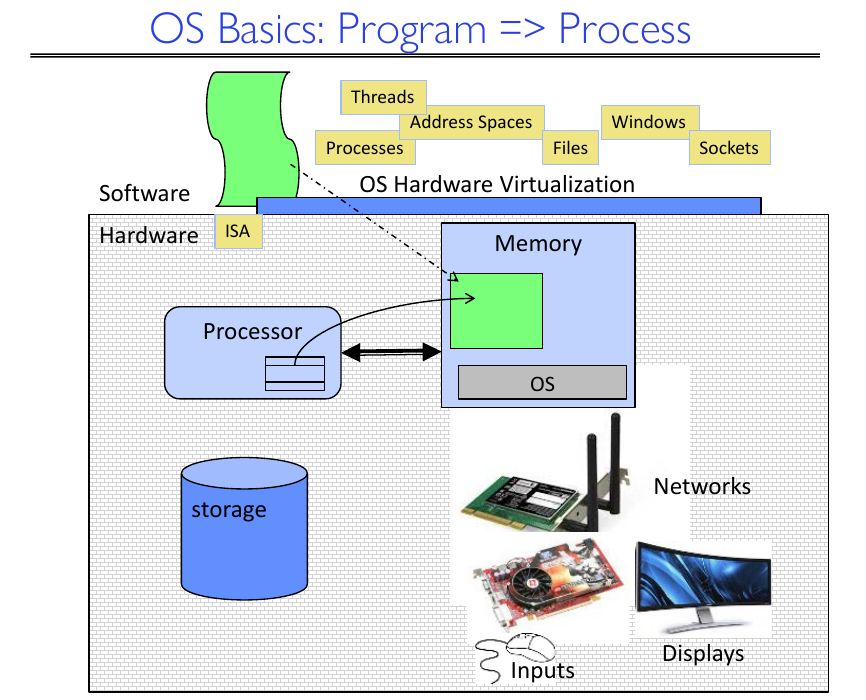 OS Basics: Program => Process
Threads
Address Spaces
Windows
Processes
Files
Sockets
Software
OS Hardware Virtualization
Hardware
ISA
Memory
Processor
OS
storage
Networks
Displays
Inputs